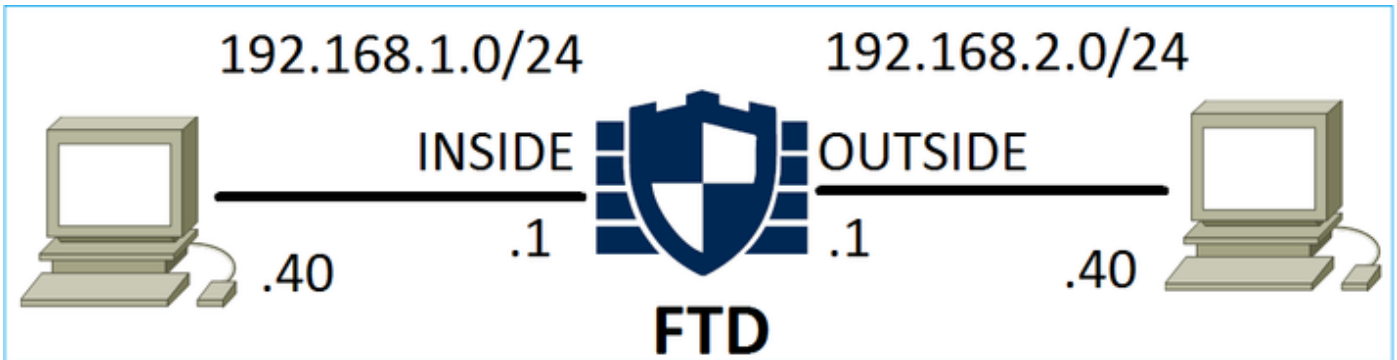 192.168.1.0/24
192.168.2.0/24
INSIDE
OUTSIDE
.40
.1
.1
.40
FTD